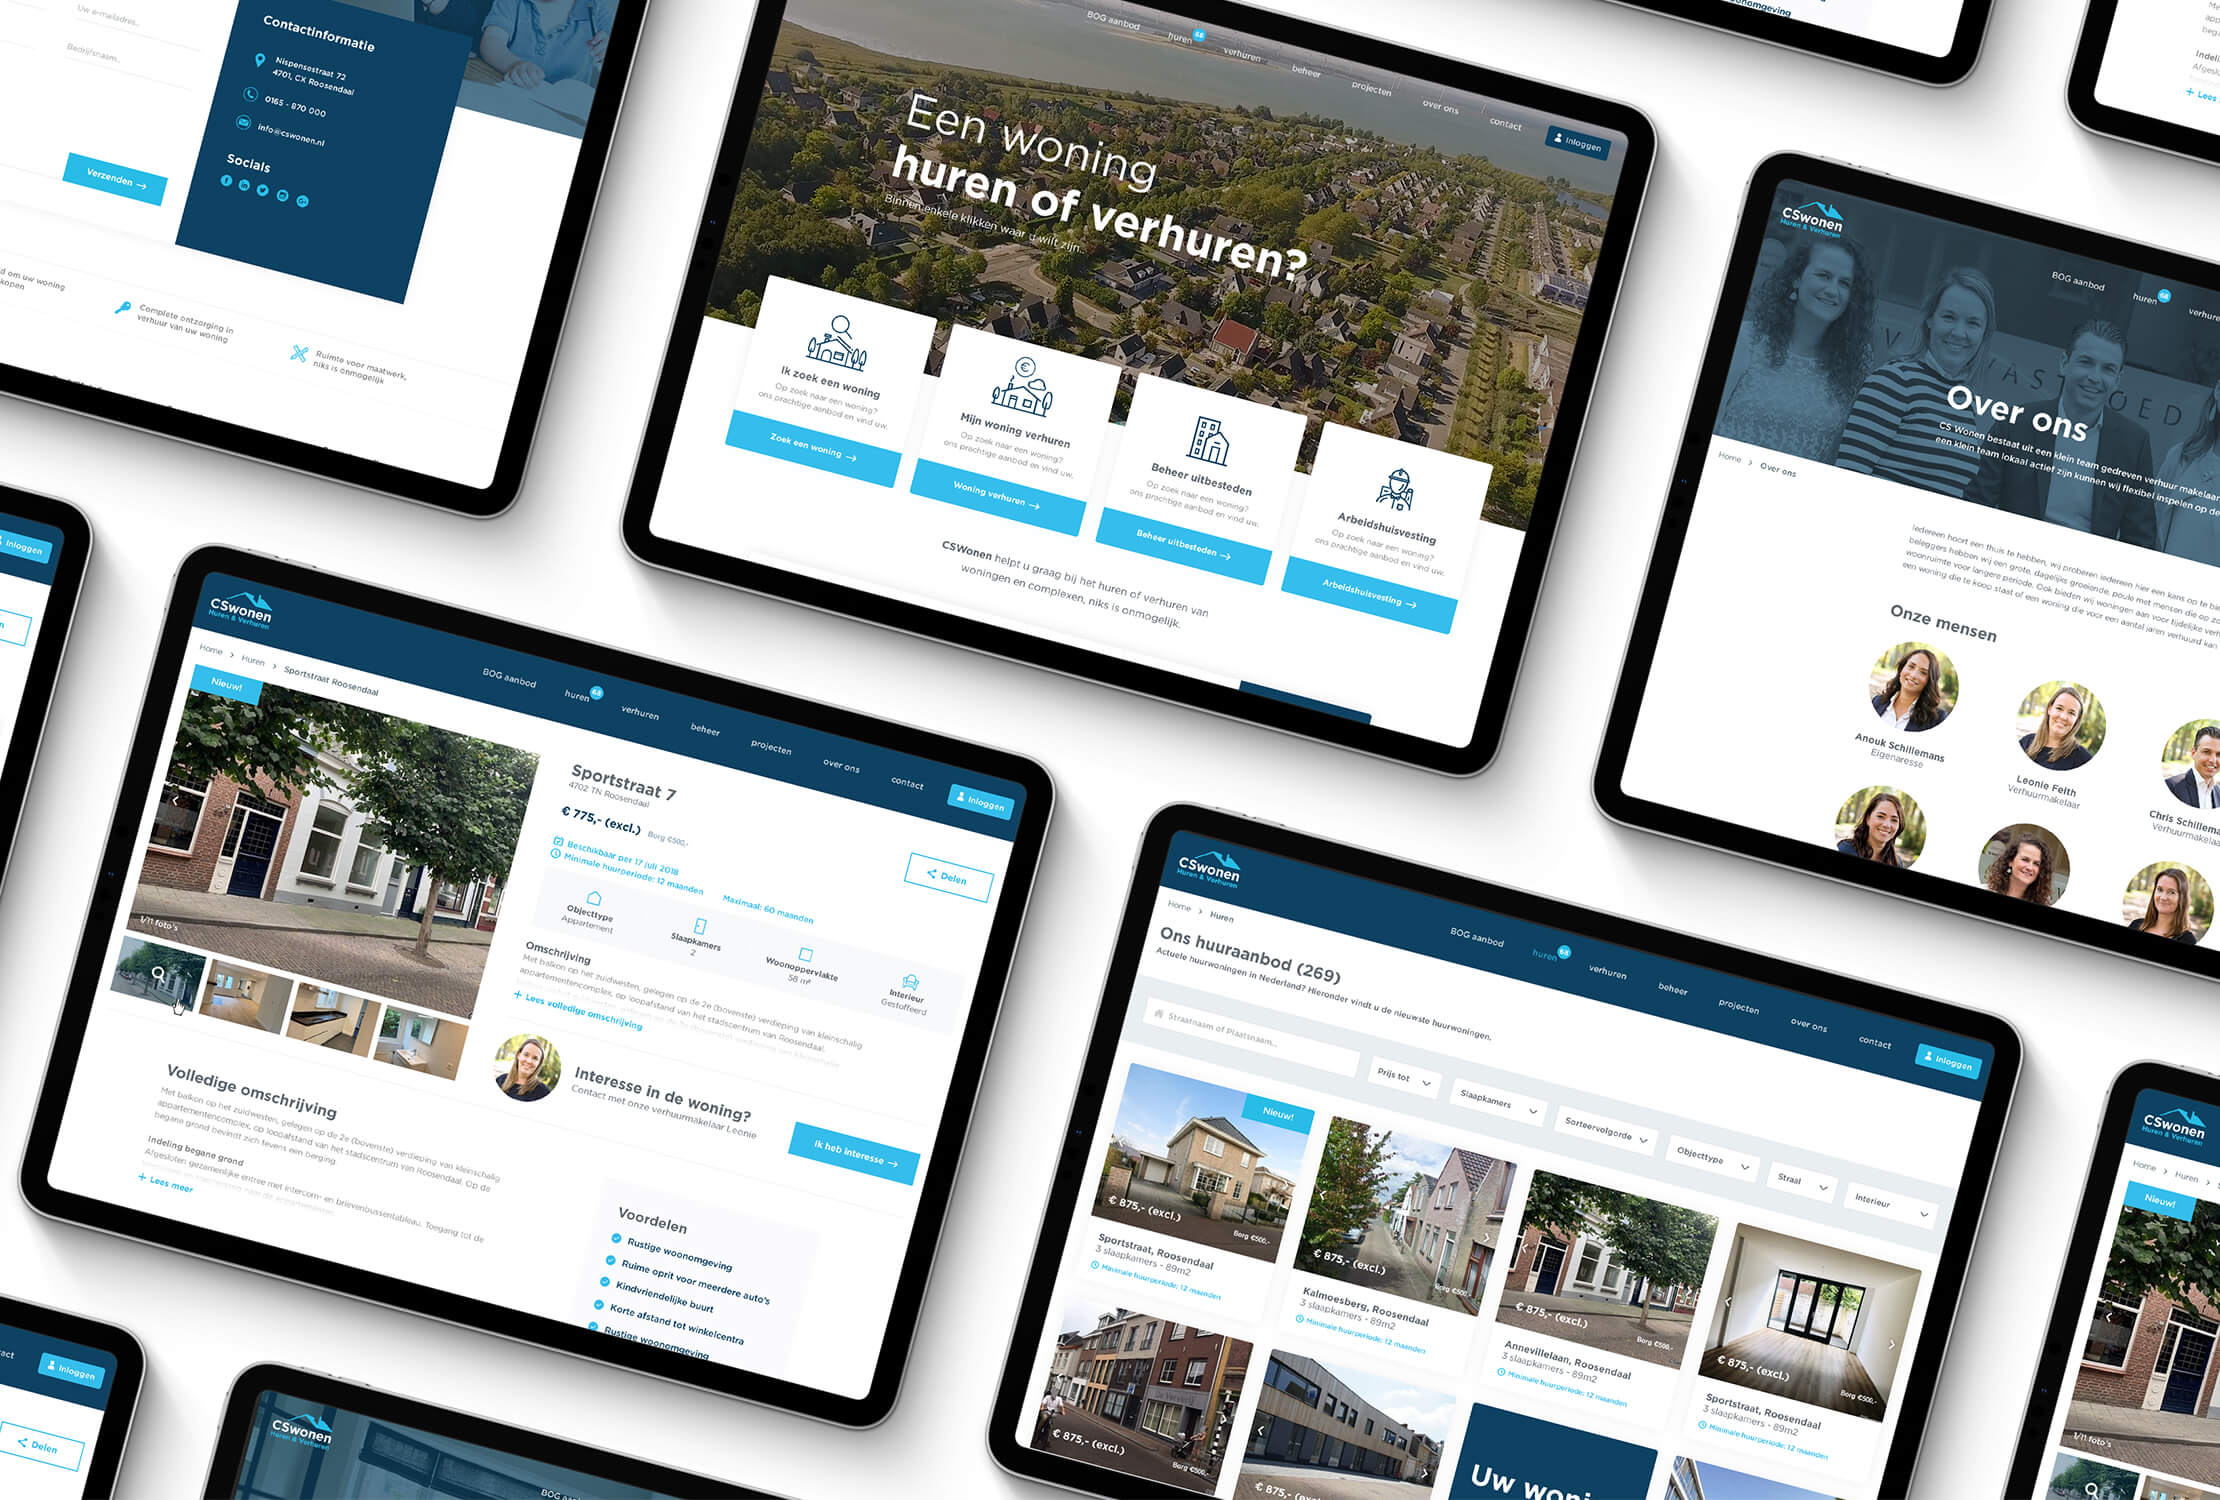 Uw e-mailadres..
Bedrijfsnaam..
Verzenden →
Contactinformatie
Nispensestraat 72
4701, CX Roosendaal
0165 - 870 000
info@cswonen.nl
Socials
om uw woning
kopen
Complete ontzorging in
verhuur van uw woning
Ruimte voor maatwerk,
niks is onmogelijk
BOG aanbod
huren 68
verhuren
beheer
projecten
over ons
contact
Inloggen
Een woning
huren of verhuren?
Binnen enkele klikken waar u wilt zijn..
Ik zoek een woning
Op zoek naar een woning?
ons prachtige aanbod en vind uw.
Zoek een woning →
Mijn woning verhuren
Op zoek naar een woning?
ons prachtige aanbod en vind uw.
Woning verhuren →
Beheer uitbesteden
Op zoek naar een woning?
ons prachtige aanbod en vind uw.
Beheer uitbesteden →
Arbeidshuisvesting
Op zoek naar een woning?
ons prachtige aanbod en vind uw.
Arbeidshuisvesting →
CSWonen helpt u graag bij het huren of verhuren van
woningen en complexen, niks is onmogelijk.
woonomgeving
+ Lees
CSwonen
Huren & Verhuren
BOG aanbod
huren 68
verhuren
Over ons
CS Wonen bestaat uit een klein team gedreven verhuur makelaar
een klein team lokaal actief zijn kunnen wij flexibel inspelen op de
Home > Over ons
Iedereen hoort een thuis te hebben, wij proberen iedereen hier een kans op te bie
beleggers hebben wij een grote, dagelijks groeiende, poule met mensen die op zo
woonruimte voor langere periode. Ook bieden wij woningen aan voor tijdelijke verh
een woning die te koop staat of een woning die voor een aantal jaren verhuurd kan
Onze mensen
Anouk Schillemans
Eigenaresse
Leonie Feith
Verhuurmakelaar
Chris Schillema
Verhuurmakela
Inloggen
CSwonen
Huren & Verhuren
BOG aanbod
huren 68
verhuren
beheer
projecten
over ons
contact
Inloggen
Home > Huren > Sportstraat Roosendaal
Nieuw!
1/11 foto's
Sportstraat 7
4702 TN Roosendaal
€ 775,- (excl.) Borg €500,-
Beschikbaar per 17 juli 2018
Minimale huurperiode: 12 maanden
Maximaal: 60 maanden
Delen
Objecttype
Appartement
Slaapkamers
2
Woonoppervlakte
58 m²
Interieur
Gestoffeerd
Omschrijving
Met balkon op het zuidwesten, gelegen op de 2e (bovenste) verdieping van kleinschalig
appartementencomplex, op loopafstand van het stadscentrum van Roosendaal.
+ Lees volledige omschrijving
Interesse in de woning?
Contact met onze verhuurmakelaar Leonie
Ik heb interesse →
Volledige omschrijving
Met balkon op het zuidwesten, gelegen op de 2e (bovenste) verdieping van kleinschalig
appartementencomplex, op loopafstand van het stadscentrum van Roosendaal. Op de
begane grond bevindt zich tevens een berging.
Indeling begane grond
Afgesloten gezamenlijke entree met intercom- en brievenbussentableau. Toegang tot de
+ Lees meer
Voordelen
Rustige woonomgeving
Ruime oprit voor meerdere auto's
Kindvriendelijke buurt
Korte afstand tot winkelcentra
Rustige woonomgeving
CSwonen
Huren & Verhuren
BOG aanbod
huren 68
verhuren
beheer
projecten
over ons
contact
Inloggen
Home > Huren
Ons huuraanbod (269)
Actuele huurwoningen in Nederland? Hieronder vindt u de nieuwste huurwoningen.
Straatnaam of Plaatsnaam...
Prijs tot
Slaapkamers
Sorteervolgorde
Objecttype
Straal
Interieur
Nieuw!
€ 875,- (excl.)
Borg €500,-
Sportstraat, Roosendaal
3 slaapkamers - 89m2
Minimale huurperiode: 12 maanden
€ 875,- (excl.)
Borg €500,-
Kalmoesberg, Roosendaal
3 slaapkamers - 89m2
Minimale huurperiode: 12 maanden
€ 875,- (excl.)
Borg €500,-
Annevillelaan, Roosendaal
3 slaapkamers - 89m2
Minimale huurperiode: 12 maanden
€ 875,- (excl.)
Borg €500,-
Sportstraat, Roosendaal
3 slaapkamers - 89m2
Minimale huurperiode: 12 maanden
€ 875,- (excl.)
Borg €500,-
€ 875,- (excl.)
Uw woni
CSwonen
Huren & Verhuren
Home > Huren >
Nieuw!
1/11 foto's
Inloggen
Delen
CSwonen
Huren & Verhuren
BOG aanbod